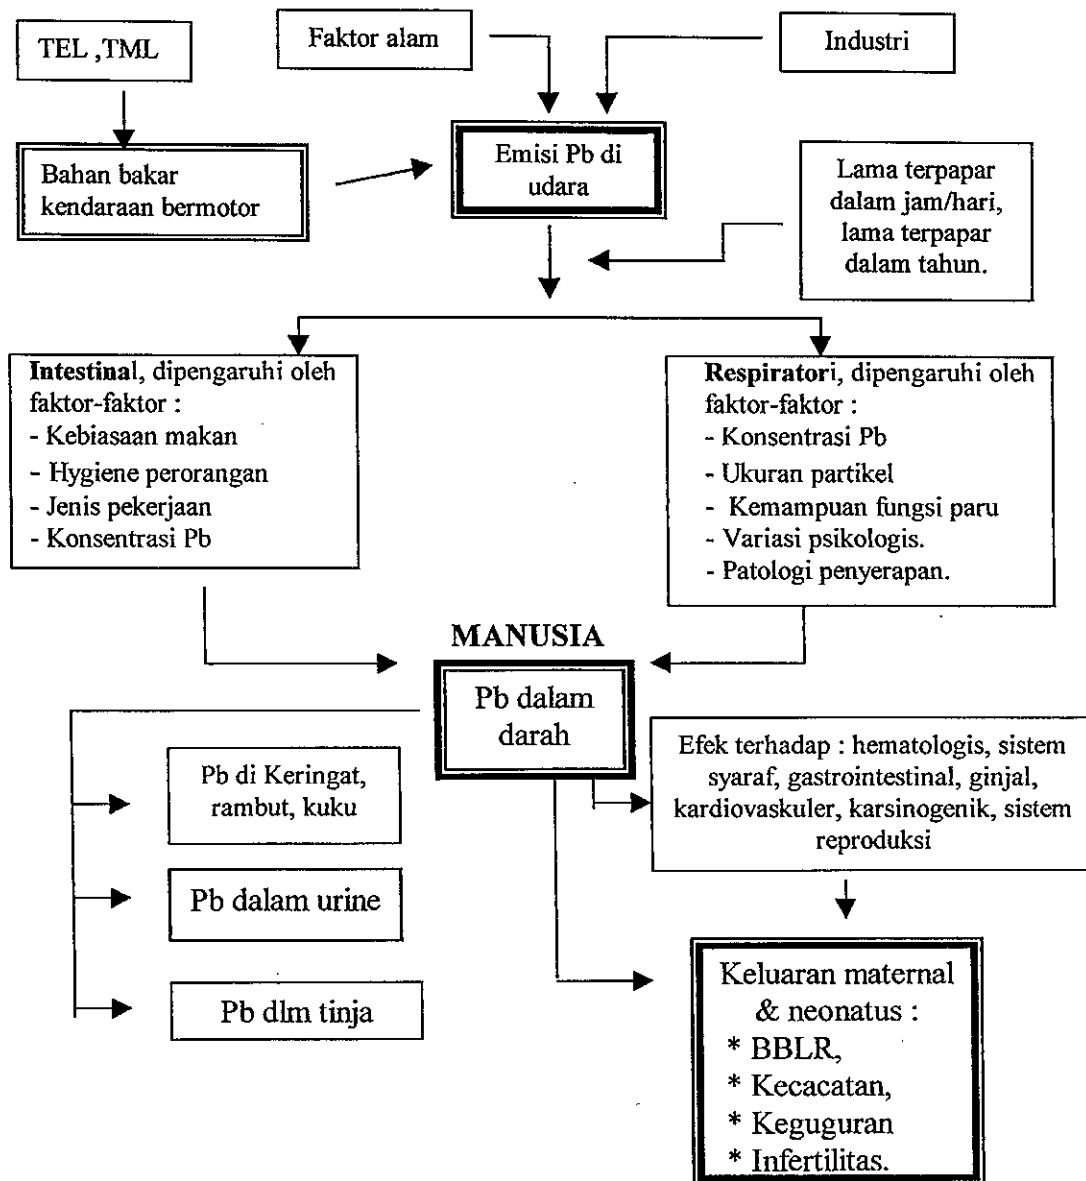 TEL ,TML
Faktor alam
Industri
Bahan bakar
kendaraan bermotor
Emisi Pb di
udara
Lama terpapar
dalam jam/hari,
lama terpapar
dalam tahun.
Intestinal, dipengaruhi oleh
faktor-faktor :
- Kebiasaan makan
- Hygiene perorangan
- Jenis pekerjaan
- Konsentrasi Pb
Respiratori, dipengaruhi oleh
faktor-faktor :
- Konsentrasi Pb
- Ukuran partikel
- Kemampuan fungsi paru
- Variasi psikologis.
- Patologi penyerapan.
MANUSIA
Pb dalam
darah
Pb di Keringat,
rambut, kuku
Pb dalam urine
Pb dlm tinja
Efek terhadap : hematologis, sistem
syaraf, gastrointestinal, ginjal,
kardiovaskuler, karsinogenik, sistem
reproduksi
Keluaran maternal
& neonatus :
* BBLR,
* Kecacatan,
* Keguguran
* Infertilitas.